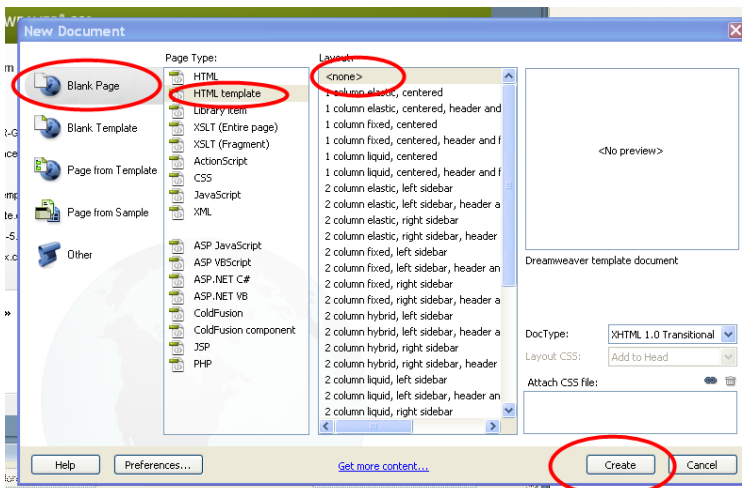 New Document
Page Type:
Layout:
Blank Page
Blank Template
Page from Template
Page from Sample
Other
HTML
HTML template
Library item
XSLT (Entire page)
XSLT (Fragment)
ActionScript
CSS
JavaScript
XML
ASP JavaScript
ASP VBScript
ASP.NET C#
ASP.NET VB
ColdFusion
ColdFusion component
JSP
PHP
<none>
1 column elastic, centered
1 column elastic, centered, header and
1 column fixed, centered
1 column fixed, centered, header and f
1 column liquid, centered
1 column liquid, centered, header and f
2 column elastic, left sidebar
2 column elastic, left sidebar, header a
2 column elastic, right sidebar
2 column elastic, right sidebar, header
2 column fixed, left sidebar
2 column fixed, left sidebar, header an
2 column fixed, right sidebar
2 column fixed, right sidebar, header a
2 column hybrid, left sidebar
2 column hybrid, left sidebar, header a
2 column hybrid, right sidebar
2 column hybrid, right sidebar, header
2 column liquid, left sidebar
2 column liquid, left sidebar, header an
2 column liquid, right sidebar
<No preview>
Dreamweaver template document
DocType: XHTML 1.0 Transitional
Layout CSS: Add to Head
Attach CSS file:
Help Preferences... Get more content... Create Cancel